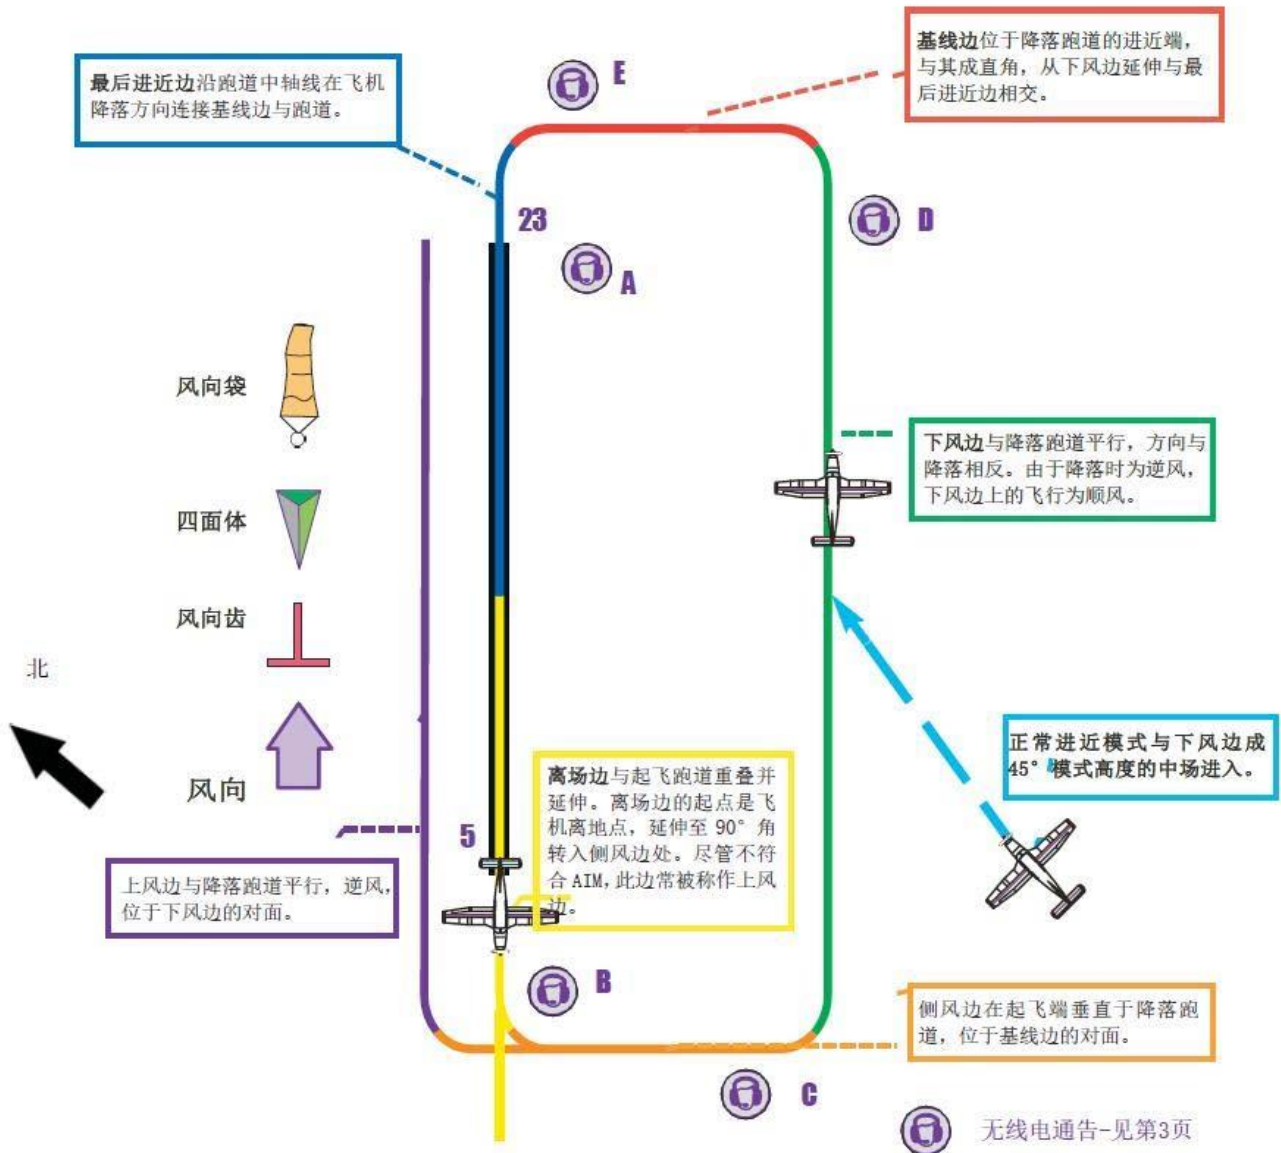 基线边位于降落跑道的进近端，
与其成直角，从下风边延伸与最
后进近边相交。
最后进近边沿跑道中轴线在飞机
降落方向连接基线边与跑道。
E
D
23
A
风向袋
下风边与降落跑道平行，方向与
降落相反。由于降落时为逆风，
下风边上的飞行为顺风。
四面体
风向齿
北
正常进近模式与下风边成
45° 模式高度的中场进入。
风向
离场边与起飞跑道重叠并
延伸。离场边的起点是飞
机离地点，延伸至 90° 角
转入侧风边处。尽管不符
合 AIM，此边常被称作上风
边。
5
上风边与降落跑道平行，逆风，
位于下风边的对面。
B
侧风边在起飞端垂直于降落跑
道，位于基线边的对面。
C
无线电通告-见第3页